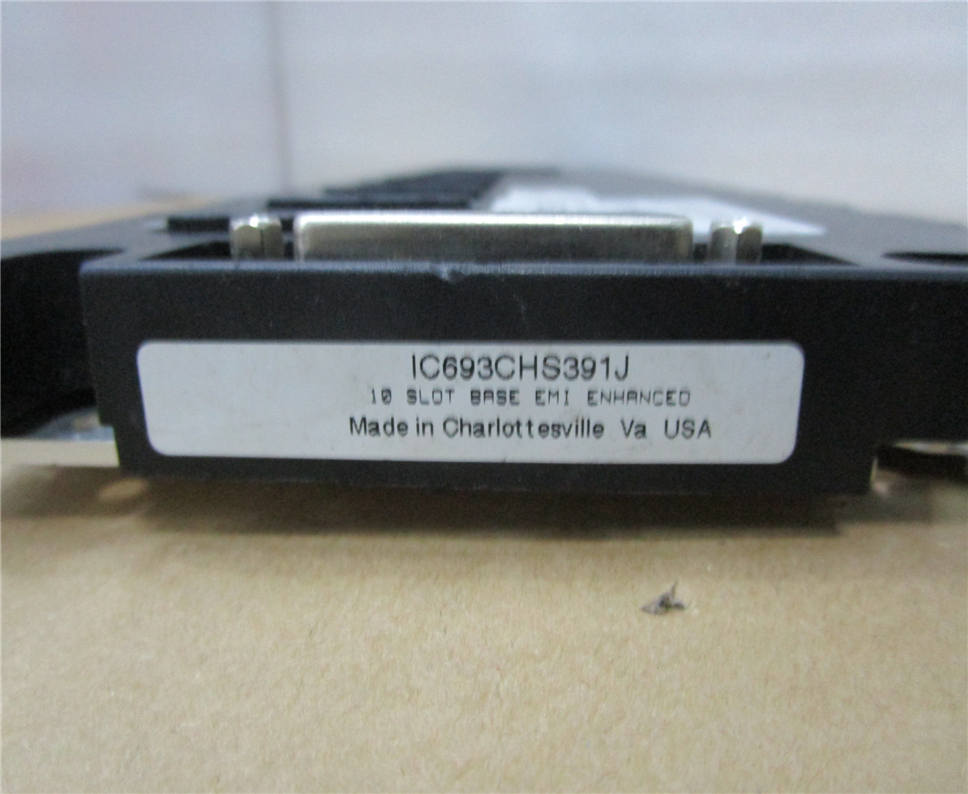 IC693CHS391J
10 SLOT BASE EMI ENHANCED
Made in Charlottesville Va USA